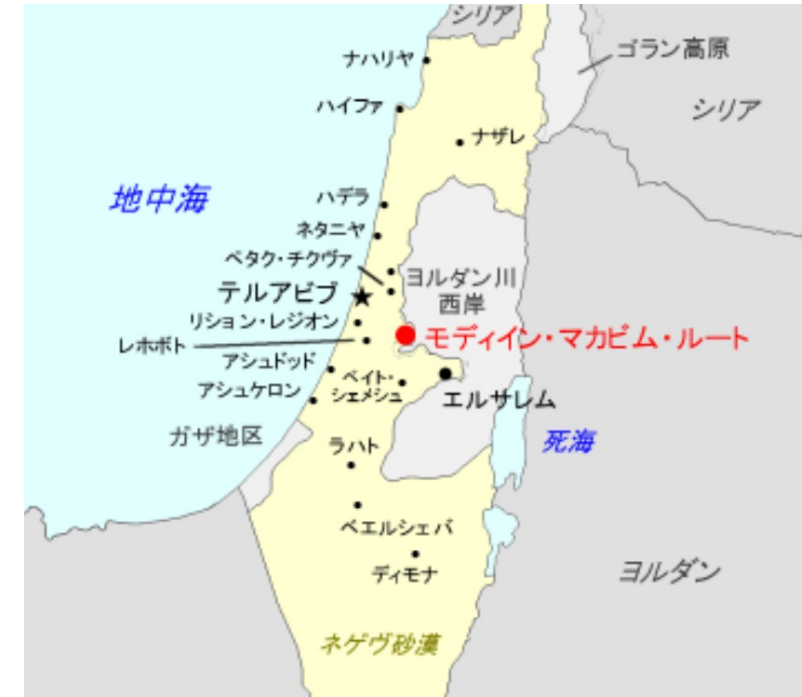 シリア
ナハリヤ
ゴラン高原
ハイファ
シリア
ナザレ
地中海
ハデラ
ネタニヤ
ペタク・チクヴァ
ヨルダン川
西岸
テルアビブ
リション・レジオン
モディイン・マカビム・ルート
レホボト
アシュドッド
ベイト・
シェメシュ
アシュケロン
エルサレム
ガザ地区
死海
ラハト
ベエルシェバ
ディモナ
ヨルダン
ネゲヴ砂漠